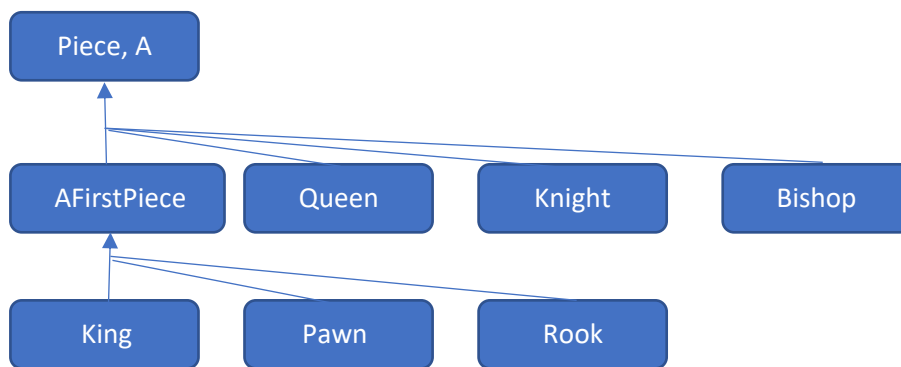 Piece, A
AFirstPiece
Queen
Knight
Bishop
King
Pawn
Rook